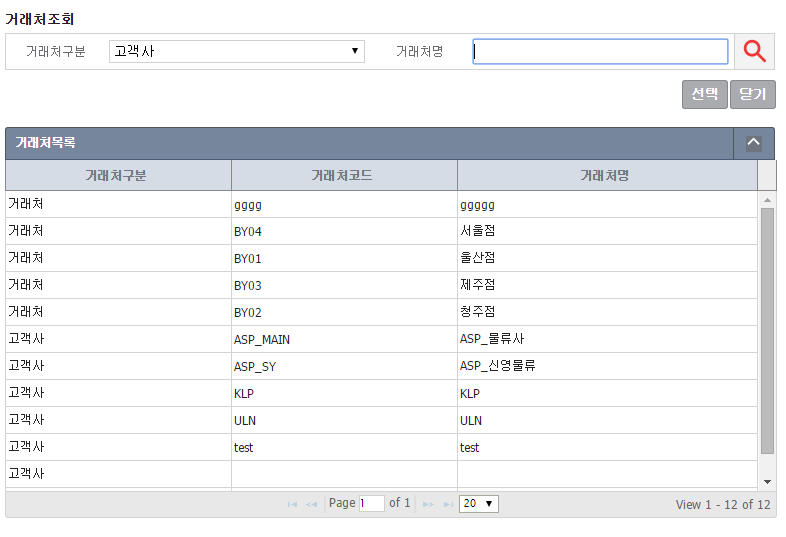 거래처조회
거래처구분 고객사 거래처명
선택 닫기
거래처목록
거래처구분 거래처코드 거래처명
거래처 gggg ggggg
거래처 BY04 서울점
거래처 BY01 울산점
거래처 BY03 제주점
거래처 BY02 청주점
고객사 ASP_MAIN ASP_물류사
고객사 ASP_SY ASP_신영물류
고객사 KLP KLP
고객사 ULN ULN
고객사 test test
고객사
Page 1 of 1 20 View 1 - 12 of 12